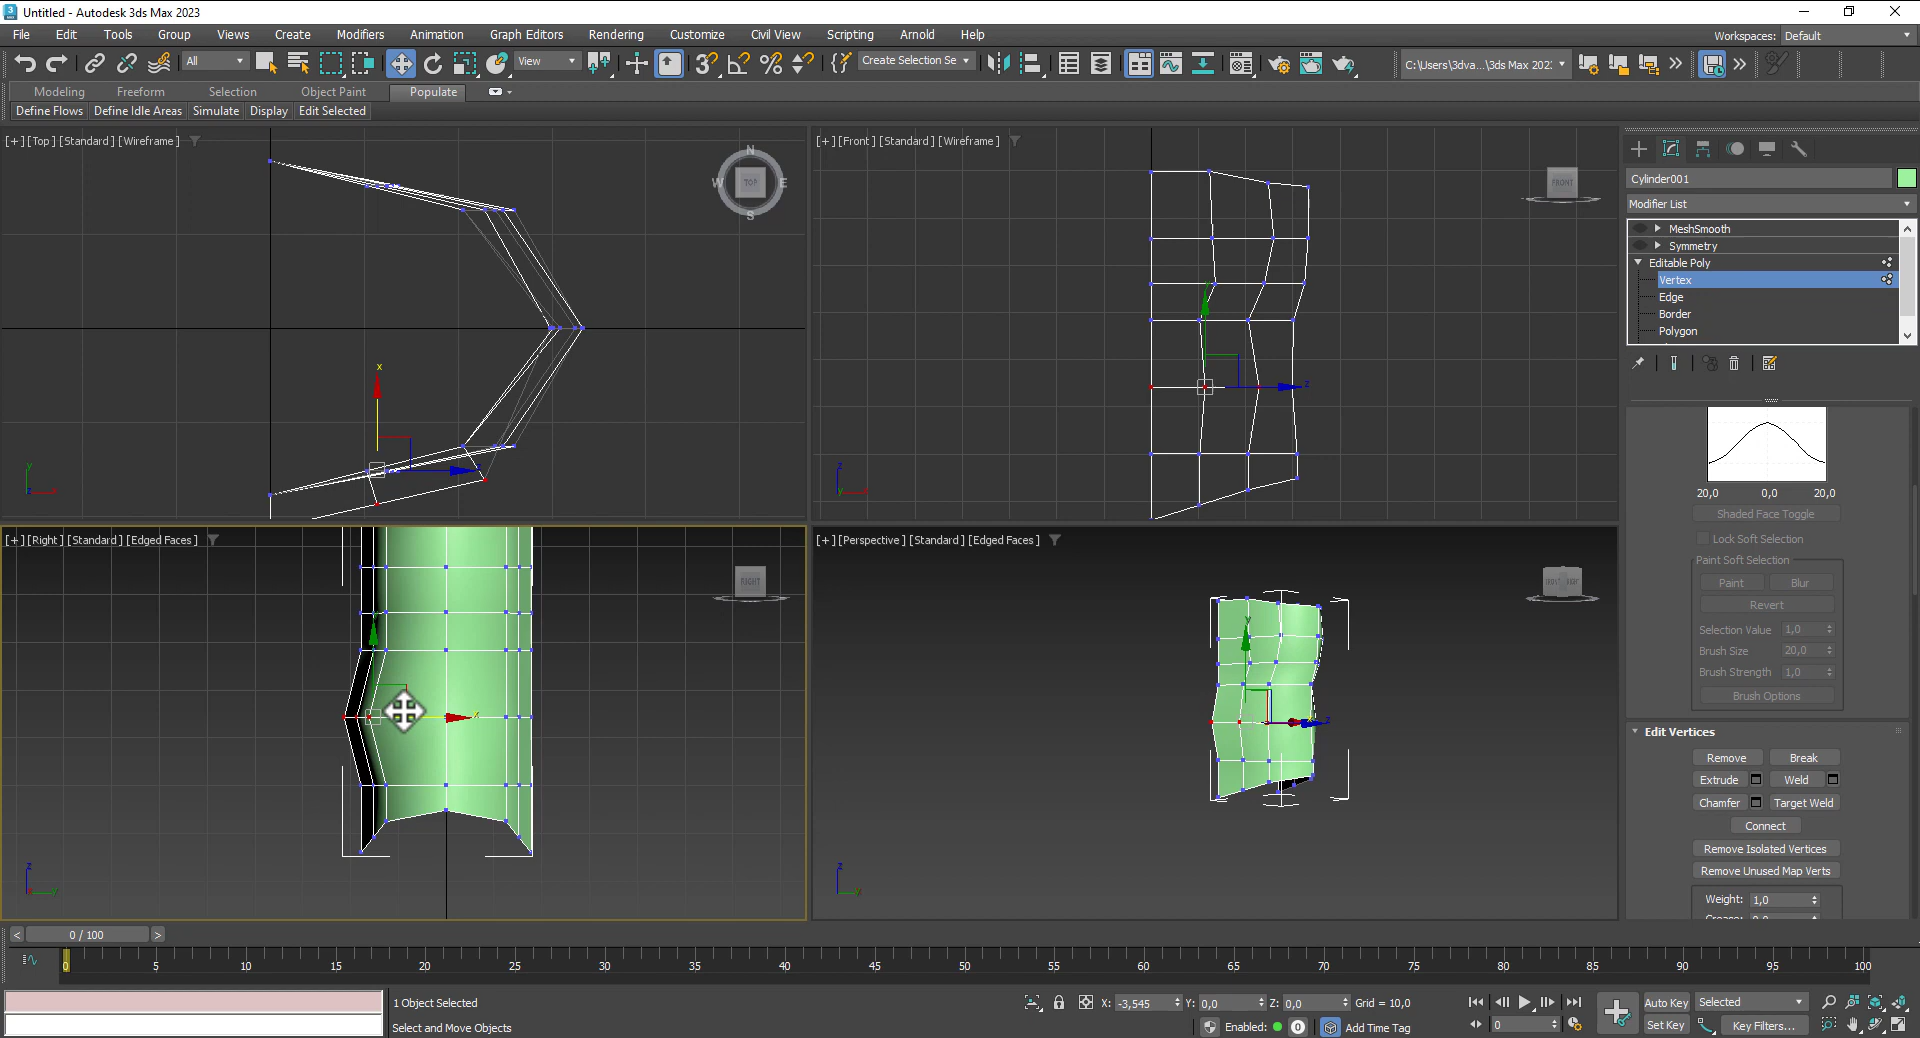 Untitled - Autodesk 3ds Max 2023
File Edit Tools Group Views Create Modifiers Animation Graph Editors Rendering Customize Civil View Scripting Arnold Help
Workspaces: Default
All View Create Selection Se C:\Users\3dva...\3ds Max 202:
Modeling Freeform Selection Object Paint Populate
Define Flows Define Idle Areas Simulate Display Edit Selected
[+] [Top] [Standard] [Wireframe]
[+] [Front] [Standard] [Wireframe]
N
W TOP E
S
FRONT
Cylinder001
Modifier List
MeshSmooth
Symmetry
Editable Poly
Vertex
Edge
Border
Polygon
x
z
z
y
z
20,0 0,0 20,0
Shaded Face Toggle
Lock Soft Selection
Paint Soft Selection
Paint Blur
Revert
Selection Value 1,0
Brush Size 20,0
Brush Strength 1,0
Brush Options
[+] [Right] [Standard] [Edged Faces]
[+] [Perspective] [Standard] [Edged Faces]
RIGHT
Edit Vertices
Remove Break
Extrude Weld
Chamfer Target Weld
Connect
Remove Isolated Vertices
Remove Unused Map Verts
Weight: 1,0
< 0 / 100 >
0 5 10 15 20 25 30 35 40 45 50 55 60 65 70 75 80 85 90 95 100
1 Object Selected
X: -3,545 Y: 0,0 Z: 0,0 Grid = 10,0
Auto Key Selected
Select and Move Objects
Enabled: 0 Add Time Tag
0
Set Key Key Filters...